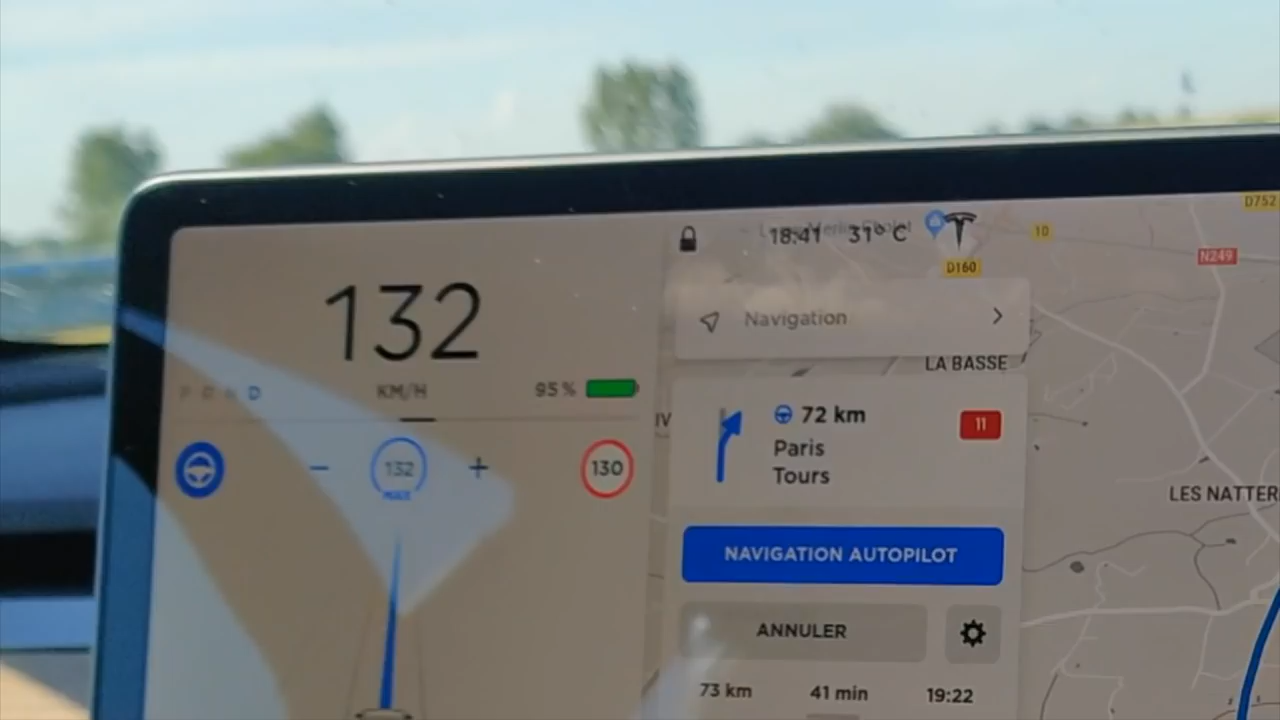 18:41 31° C
D752
10
N249
D160
132
Navigation
LA BASSE
KM/H
95 %
P R N D
72 km
11
Paris
Tours
132
MAX
130
LES NATTER
NAVIGATION AUTOPILOT
ANNULER
73 km 41 min 19:22